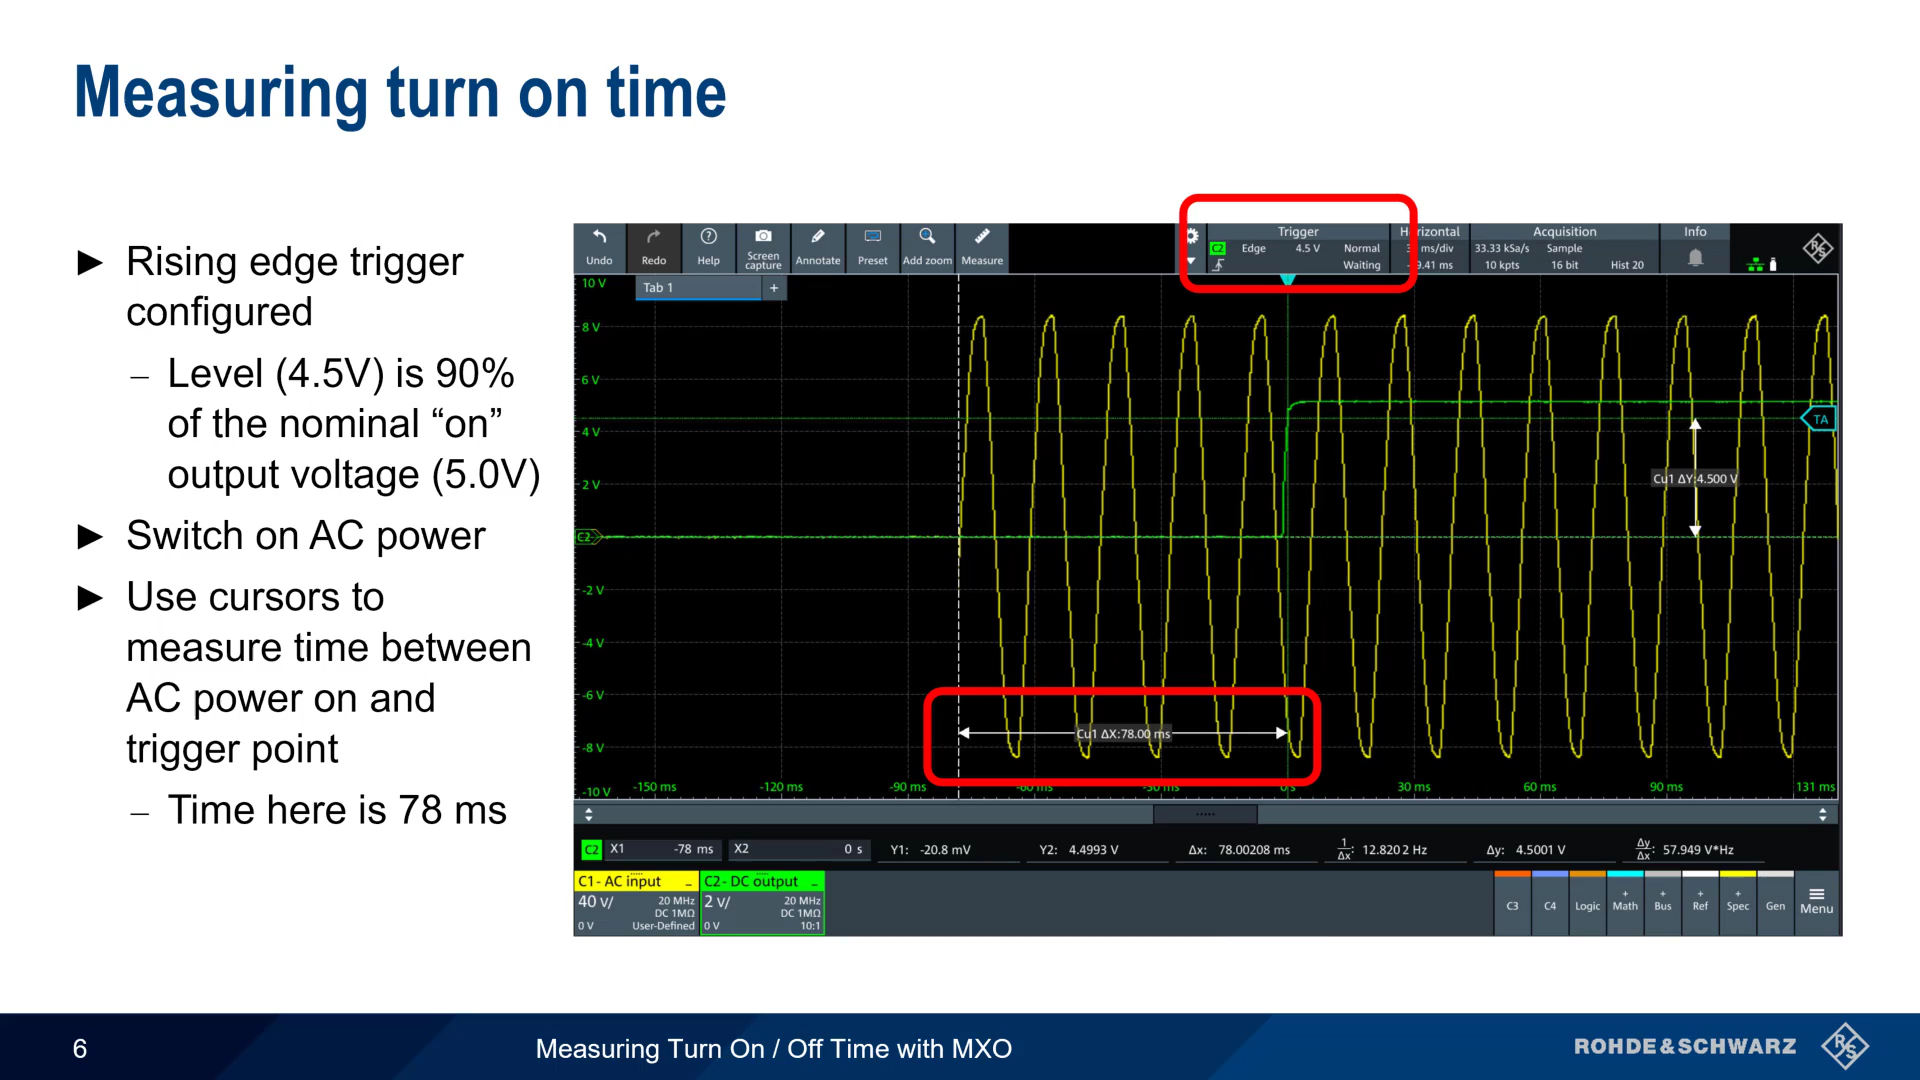 Measuring turn on time
► Rising edge trigger
configured
– Level (4.5V) is 90%
of the nominal “on”
output voltage (5.0V)
► Switch on AC power
► Use cursors to
measure time between
AC power on and
trigger point
– Time here is 78 ms
Undo
Redo
Help
Screen
capture
Annotate
Preset
Add zoom
Measure
Trigger
C2 Edge 4.5 V Normal
Waiting
Horizontal
ms/div
9.41 ms
Acquisition
33.33 kSa/s Sample
10 kpts 16 bit Hist 20
Info
Tab 1 +
10 V
8 V
6 V
4 V
2 V
C2
-2 V
-4 V
-6 V
-8 V
-10 V
TA
Cu1 ΔY:4.500 V
Cu1 ΔX:78.00 ms
-150 ms -120 ms -90 ms -60 ms -30 ms 0 s 30 ms 60 ms 90 ms 131 ms
C2 X1 -78 ms X2 0 s Y1: -20.8 mV Y2: 4.4993 V Δx: 78.00208 ms 1/Δx: 12.8202 Hz Δy: 4.5001 V Δy/Δx: 57.949 V*Hz
C1 - AC input
40 V/ 20 MHz
DC 1MΩ
0 V User-Defined
C2 - DC output
2 V/ 20 MHz
DC 1MΩ
0 V 10:1
C3
C4
Logic
+ Math
+ Bus
+ Ref
+ Spec
Gen
Menu
6
Measuring Turn On / Off Time with MXO
ROHDE&SCHWARZ